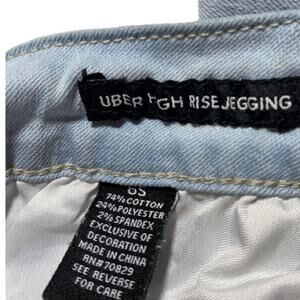 UBER HIGH RISE JEGGING
6S
74% COTTON
24% POLYESTER
2% SPANDEX
EXCLUSIVE OF
DECORATION
MADE IN CHINA
RN#70829
SEE REVERSE
FOR CARE